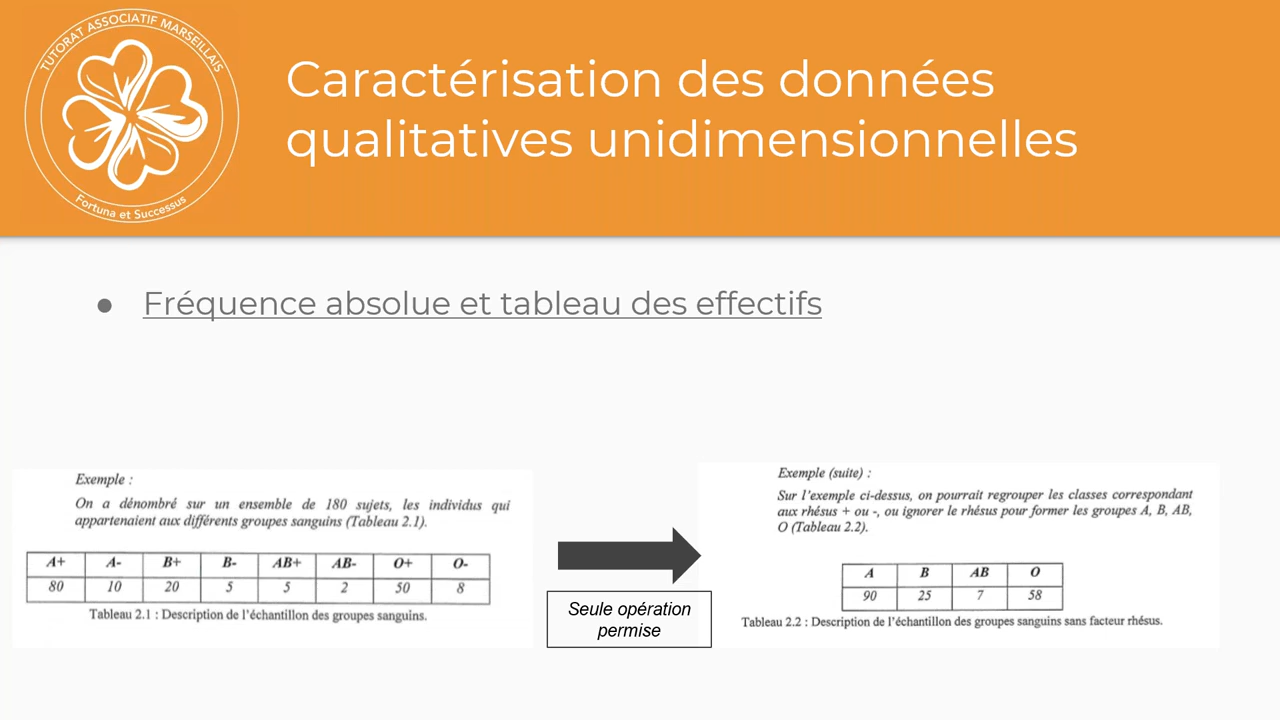 TUTORAT ASSOCIATIF MARSEILLAIS
Fortuna et Successus
Caractérisation des données
qualitatives unidimensionnelles
● Fréquence absolue et tableau des effectifs
Exemple :
On a dénombré sur un ensemble de 180 sujets, les individus qui
appartenaient aux différents groupes sanguins (Tableau 2.1).
A+ A- B+ B- AB+ AB- O+ O-
80 10 20 5 5 2 50 8
Tableau 2.1 : Description de l'échantillon des groupes sanguins.
Seule opération
permise
Exemple (suite) :
Sur l'exemple ci-dessus, on pourrait regrouper les classes correspondant
aux rhésus + ou -, ou ignorer le rhésus pour former les groupes A, B, AB,
O (Tableau 2.2).
A B AB O
90 25 7 58
Tableau 2.2 : Description de l'échantillon des groupes sanguins sans facteur rhésus.